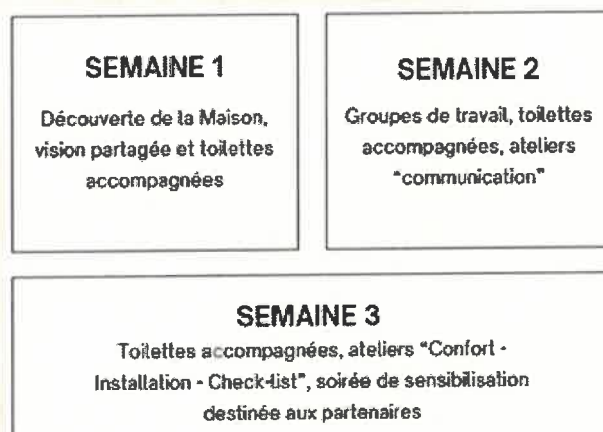 SEMAINE 1
Découverte de la Maison,
vision partagée et toilettes
accompagnées
SEMAINE 2
Groupes de travail, toilettes
accompagnées, ateliers
"communication"
SEMAINE 3
Toilettes accompagnées, ateliers "Confort -
Installation - Check-list", soirée de sensibilisation
destinée aux partenaires